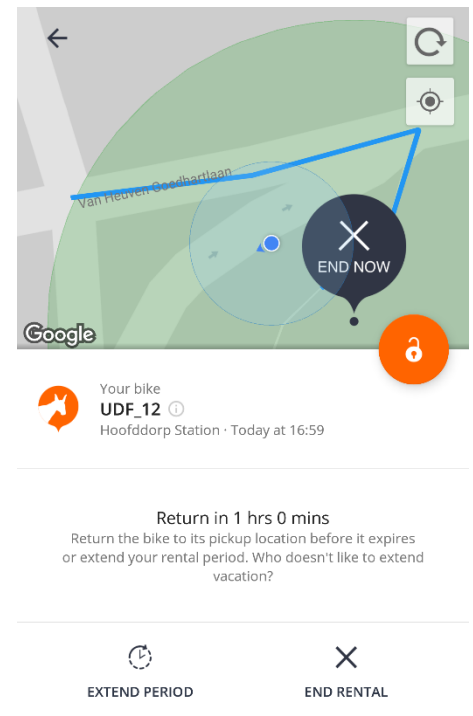 Van Heuven Goedhartlaan
END NOW
Google
Your bike
UDF_12
Hoofddorp Station · Today at 16:59
Return in 1 hrs 0 mins
Return the bike to its pickup location before it expires
or extend your rental period. Who doesn't like to extend
vacation?
EXTEND PERIOD
END RENTAL